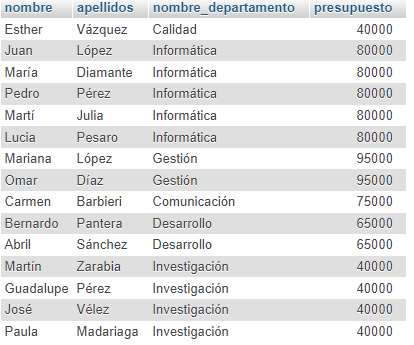 nombre apellidos nombre_departamento presupuesto
Esther Vázquez Calidad 40000
Juan López Informática 80000
María Diamante Informática 80000
Pedro Pérez Informática 80000
Martí Julia Informática 80000
Lucia Pesaro Informática 80000
Mariana López Gestión 95000
Omar Díaz Gestión 95000
Carmen Barbieri Comunicación 75000
Bernardo Pantera Desarrollo 65000
Abril Sánchez Desarrollo 65000
Martín Zarabia Investigación 40000
Guadalupe Pérez Investigación 40000
José Vélez Investigación 40000
Paula Madariaga Investigación 40000